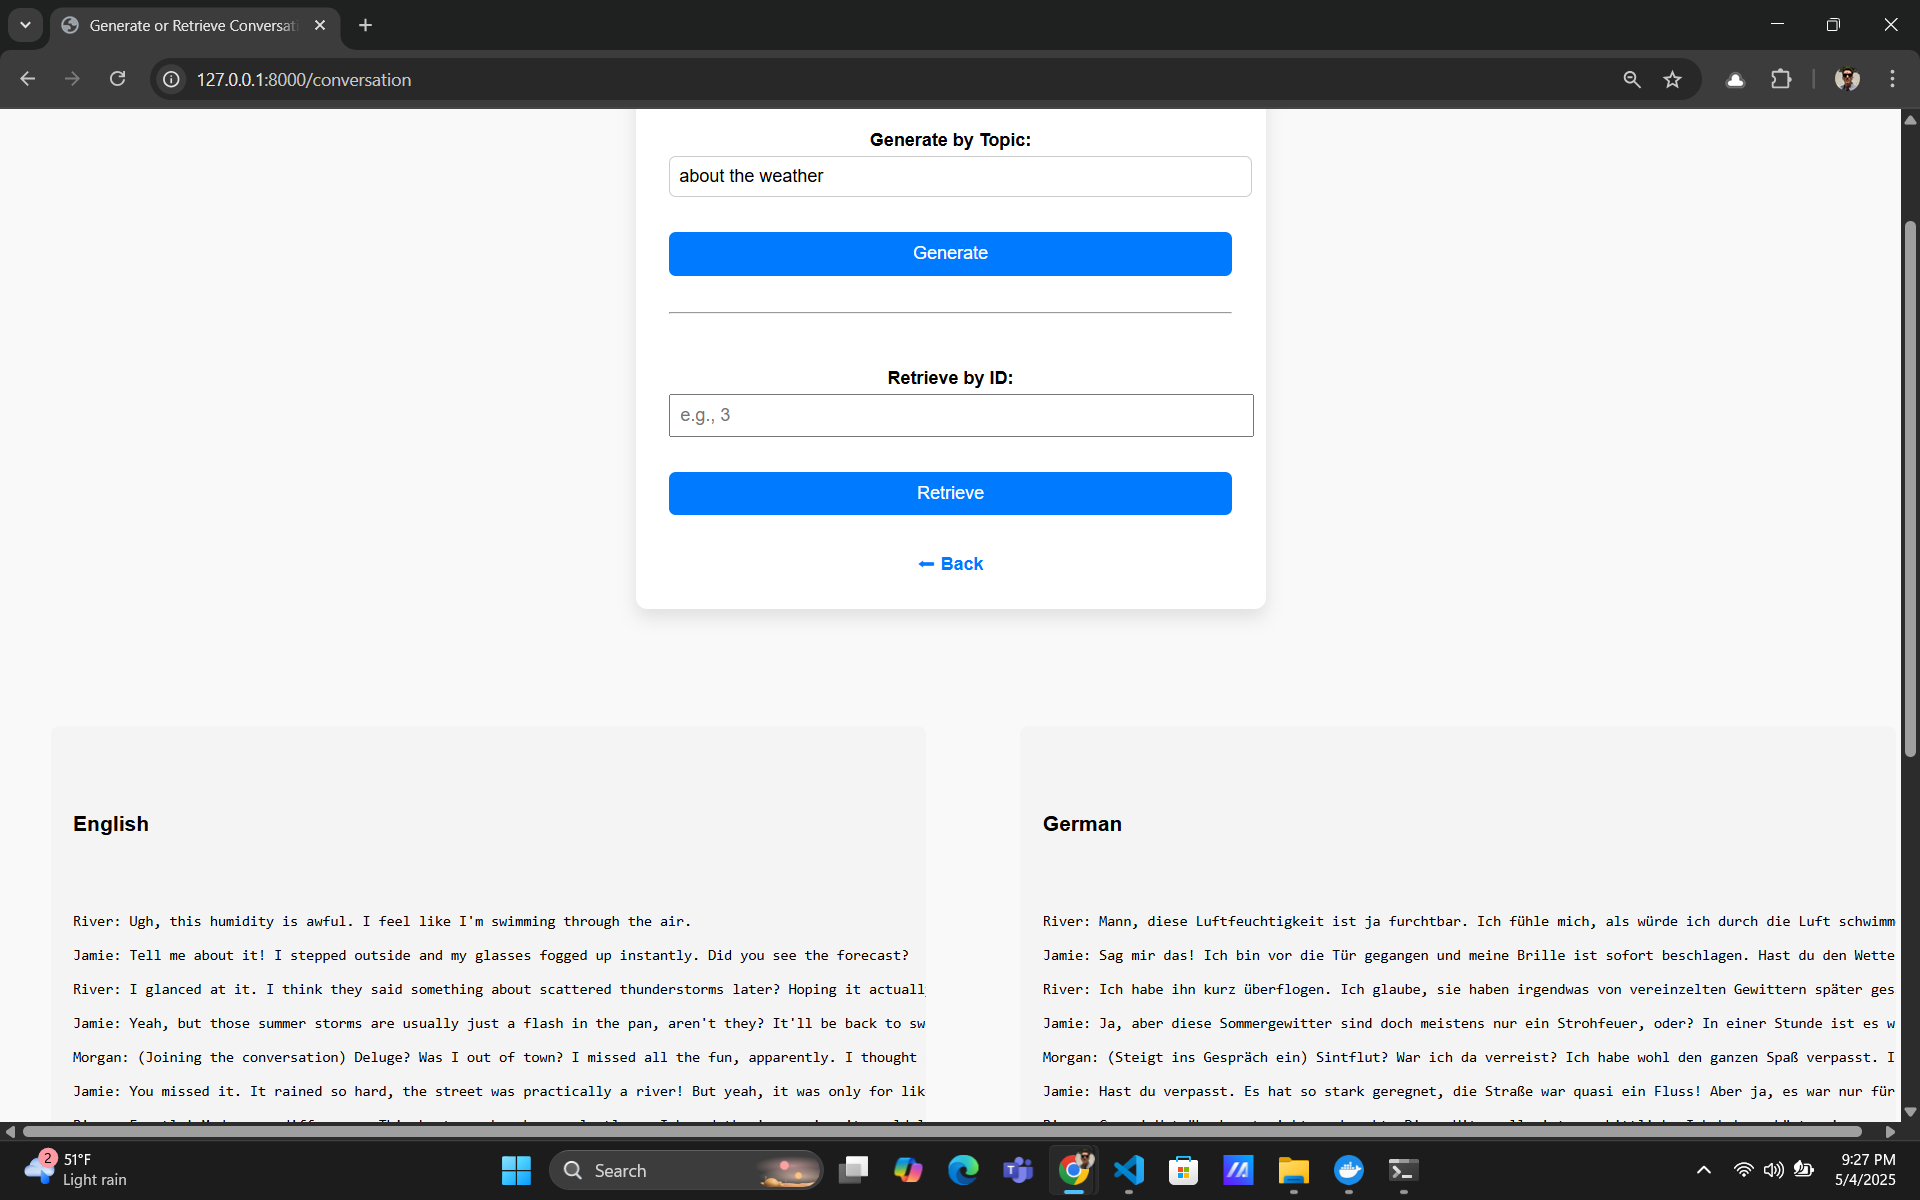 Generate or Retrieve Conversati
127.0.0.1:8000/conversation
Generate by Topic:
about the weather
Generate
Retrieve by ID:
e.g., 3
Retrieve
⬅ Back
English
River: Ugh, this humidity is awful. I feel like I'm swimming through the air.
Jamie: Tell me about it! I stepped outside and my glasses fogged up instantly. Did you see the forecast?
River: I glanced at it. I think they said something about scattered thunderstorms later? Hoping it actuall
Jamie: Yeah, but those summer storms are usually just a flash in the pan, aren't they? It'll be back to sw
Morgan: (Joining the conversation) Deluge? Was I out of town? I missed all the fun, apparently. I thought
Jamie: You missed it. It rained so hard, the street was practically a river! But yeah, it was only for lik
German
River: Mann, diese Luftfeuchtigkeit ist ja furchtbar. Ich fühle mich, als würde ich durch die Luft schwimm
Jamie: Sag mir das! Ich bin vor die Tür gegangen und meine Brille ist sofort beschlagen. Hast du den Wette
River: Ich habe ihn kurz überflogen. Ich glaube, sie haben irgendwas von vereinzelten Gewittern später ges
Jamie: Ja, aber diese Sommergewitter sind doch meistens nur ein Strohfeuer, oder? In einer Stunde ist es w
Morgan: (Steigt ins Gespräch ein) Sintflut? War ich da verreist? Ich habe wohl den ganzen Spaß verpasst. I
Jamie: Hast du verpasst. Es hat so stark geregnet, die Straße war quasi ein Fluss! Aber ja, es war nur für
2
51°F
Light rain
Search
9:27 PM
5/4/2025